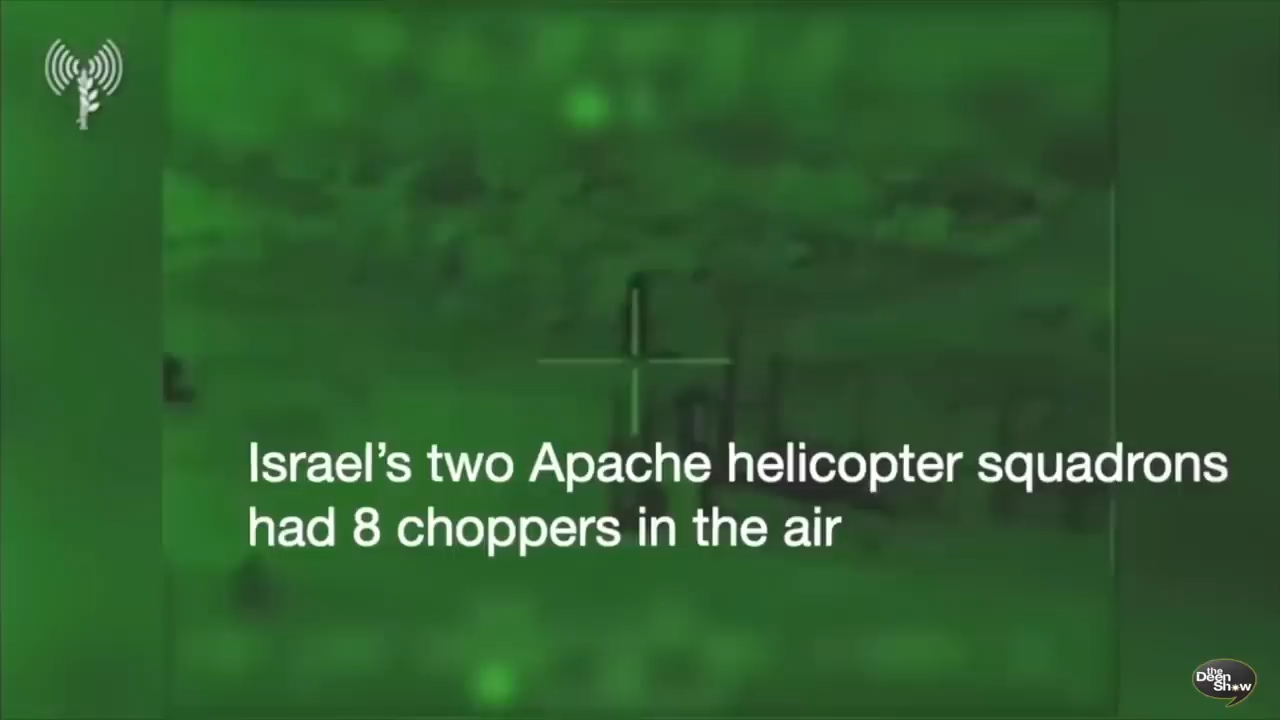 Israel's two Apache helicopter squadrons
had 8 choppers in the air
the
Deen
Show